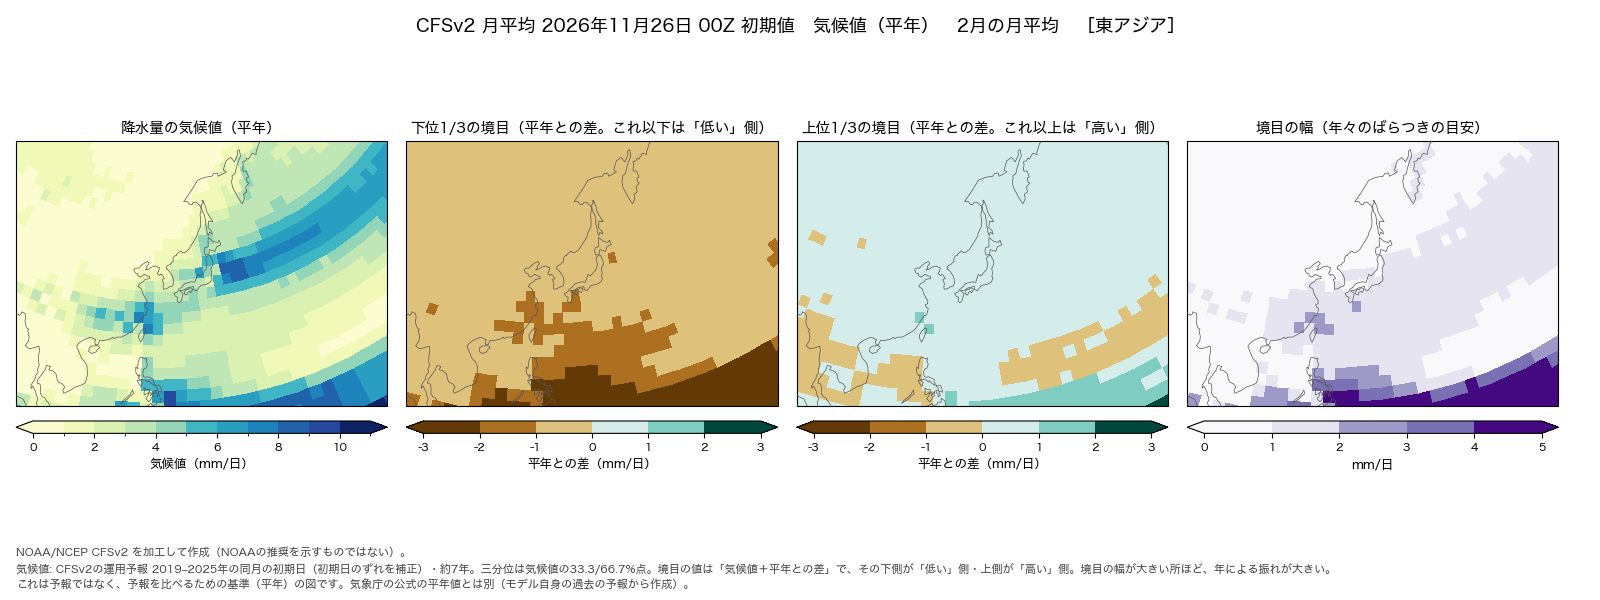 CFSv2 月平均 2026年11月26日 00Z 初期値　気候値（平年）　2月の月平均　［東アジア］
降水量の気候値（平年）
下位1/3の境目（平年との差。これ以下は「低い」側）
上位1/3の境目（平年との差。これ以上は「高い」側）
境目の幅（年々のばらつきの目安）
0 2 4 6 8 10
気候値（mm/日）
-3 -2 -1 0 1 2 3
平年との差（mm/日）
-3 -2 -1 0 1 2 3
平年との差（mm/日）
0 1 2 3 4 5
mm/日
NOAA/NCEP CFSv2 を加工して作成（NOAAの推奨を示すものではない）。
気候値: CFSv2の運用予報 2019–2025年の同月の初期日（初期日のずれを補正）・約7年。三分位は気候値の33.3/66.7%点。境目の値は「気候値＋平年との差」で、その下側が「低い」側・上側が「高い」側。境目の幅が大きい所ほど、年による振れが大きい。
これは予報ではなく、予報を比べるための基準（平年）の図です。気象庁の公式の平年値とは別（モデル自身の過去の予報から作成）。